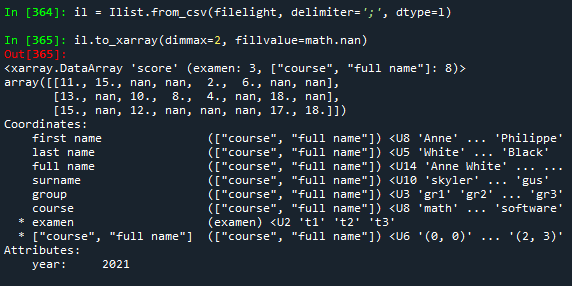 In [364]: il = Ilist.from_csv(filelight, delimiter=';', dtype=l)
In [365]: il.to_xarray(dimmax=2, fillvalue=math.nan)
Out[365]:
<xarray.DataArray 'score' (examen: 3, ["course", "full name"]: 8)>
array([[11., 15., nan, nan,  2.,  6., nan, nan],
       [13., nan, 10.,  8.,  4., nan, 18., nan],
       [15., nan, 12., nan, nan, nan, 17., 18.]])
Coordinates:
    first name               (["course", "full name"]) <U8 'Anne' ... 'Philippe'
    last name                (["course", "full name"]) <U5 'White' ... 'Black'
    full name                (["course", "full name"]) <U14 'Anne White' ... ...
    surname                  (["course", "full name"]) <U10 'skyler' ... 'gus'
    group                    (["course", "full name"]) <U3 'gr1' 'gr2' ... 'gr3'
    course                   (["course", "full name"]) <U8 'math' ... 'software'
  * examen                   (examen) <U2 't1' 't2' 't3'
  * ["course", "full name"]  (["course", "full name"]) <U6 '(0, 0)' ... '(2, 3)'
Attributes:
    year:     2021